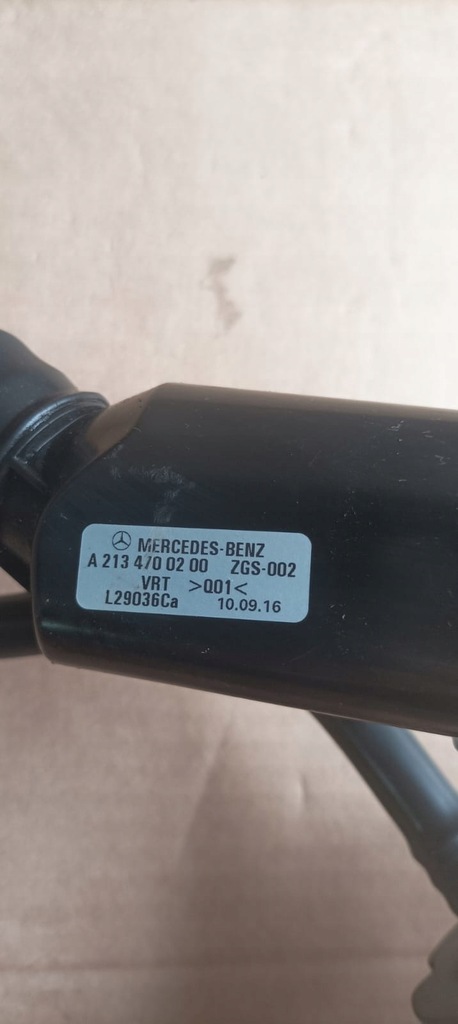 MERCEDES-BENZ
A 213 470 02 00 ZGS-002
VRT >Q01<
L29036Ca 10.09.16